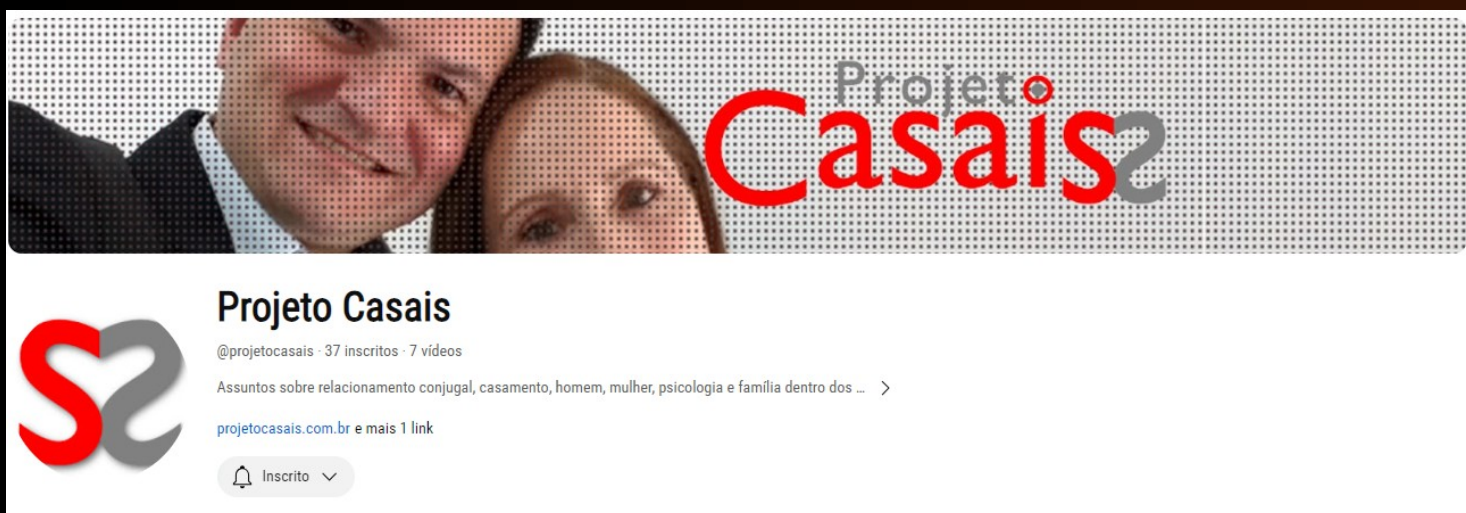 Projeto
Casais
Projeto Casais
@projetocasais · 37 inscritos · 7 vídeos
Assuntos sobre relacionamento conjugal, casamento, homem, mulher, psicologia e família dentro dos ...
projetocasais.com.br e mais 1 link
Inscrito